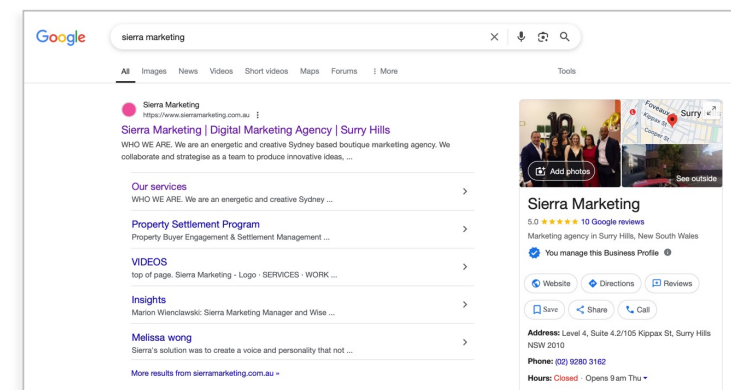 Google
sierra marketing
All Images News Videos Short videos Maps Forums More Tools
Sierra Marketing
https://www.sierramarketing.com.au
Sierra Marketing | Digital Marketing Agency | Surry Hills
WHO WE ARE. We are an energetic and creative Sydney based boutique marketing agency. We
collaborate and strategise as a team to produce innovative ideas, ...
Our services
WHO WE ARE. We are an energetic and creative Sydney ...
Property Settlement Program
Property Buyer Engagement & Settlement Management ...
VIDEOS
top of page. Sierra Marketing - Logo · SERVICES · WORK ...
Insights
Marion Wienclawski: Sierra Marketing Manager and Wise ...
Melissa wong
Sierra's solution was to create a voice and personality that not ...
More results from sierramarketing.com.au »
Foveaux St
Kippax St
Cooper St
Surry
Add photos
See outside
Sierra Marketing
5.0 ★★★★★ 10 Google reviews
Marketing agency in Surry Hills, New South Wales
You manage this Business Profile
Website Directions Reviews
Save Share Call
Address: Level 4, Suite 4.2/105 Kippax St, Surry Hills
NSW 2010
Phone: (02) 9280 3162
Hours: Closed · Opens 9 am Thu